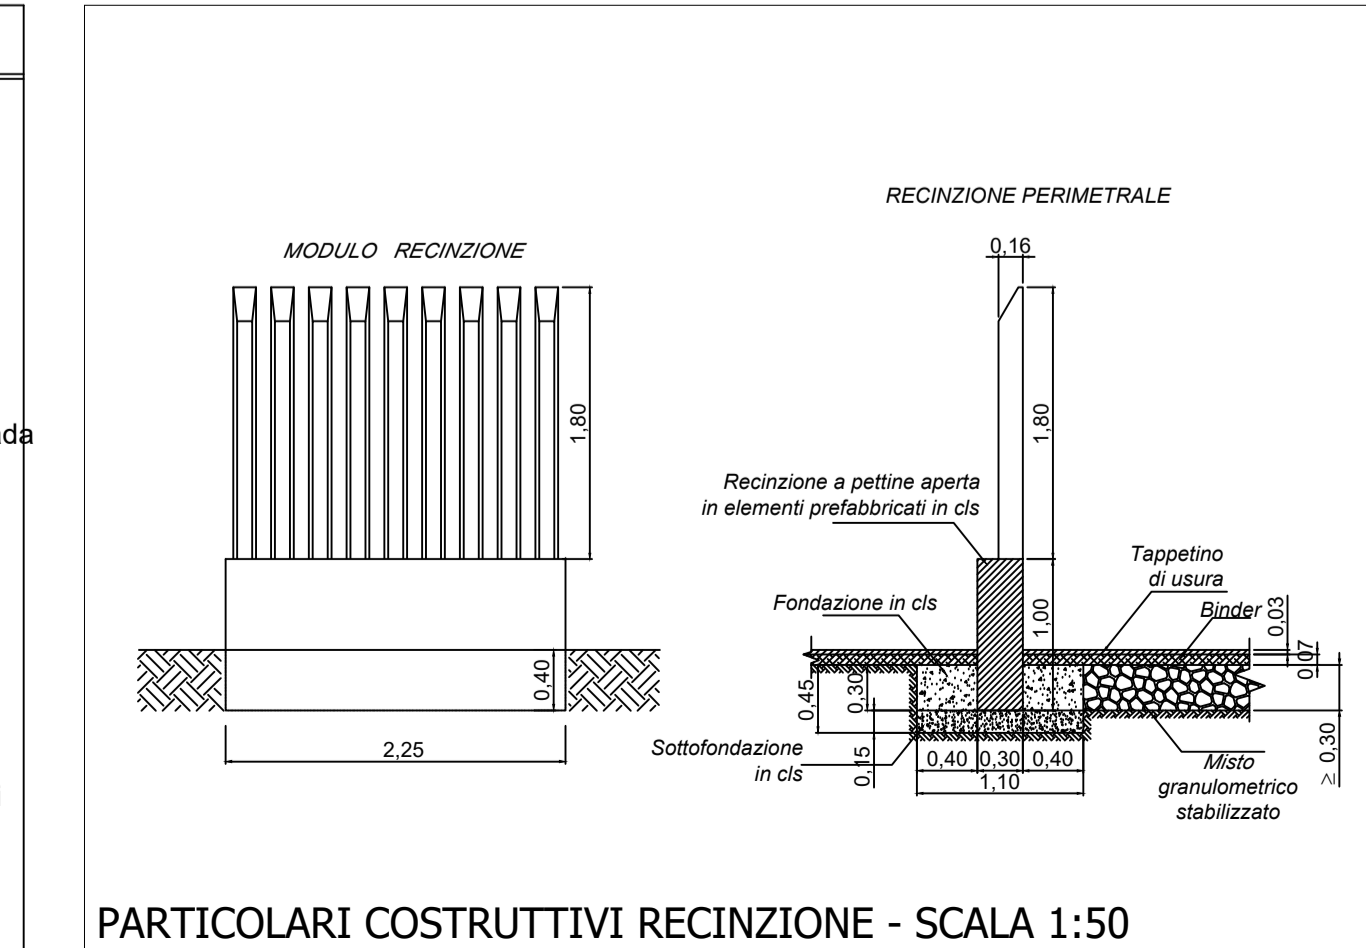 RECINZIONE PERIMETRALE
0,16
MODULO RECINZIONE
1,80
0,40
2,25
1,80
Recinzione a pettine aperta
in elementi prefabbricati in cls
Tappetino
di usura
Fondazione in cls
1,00
Binder
0,03
0,07
0,45
0,30
0,15
≥ 0,30
Sottofondazione
in cls
0,40
0,30
0,40
1,10
Misto
granulometrico
stabilizzato
PARTICOLARI COSTRUTTIVI RECINZIONE - SCALA 1:50